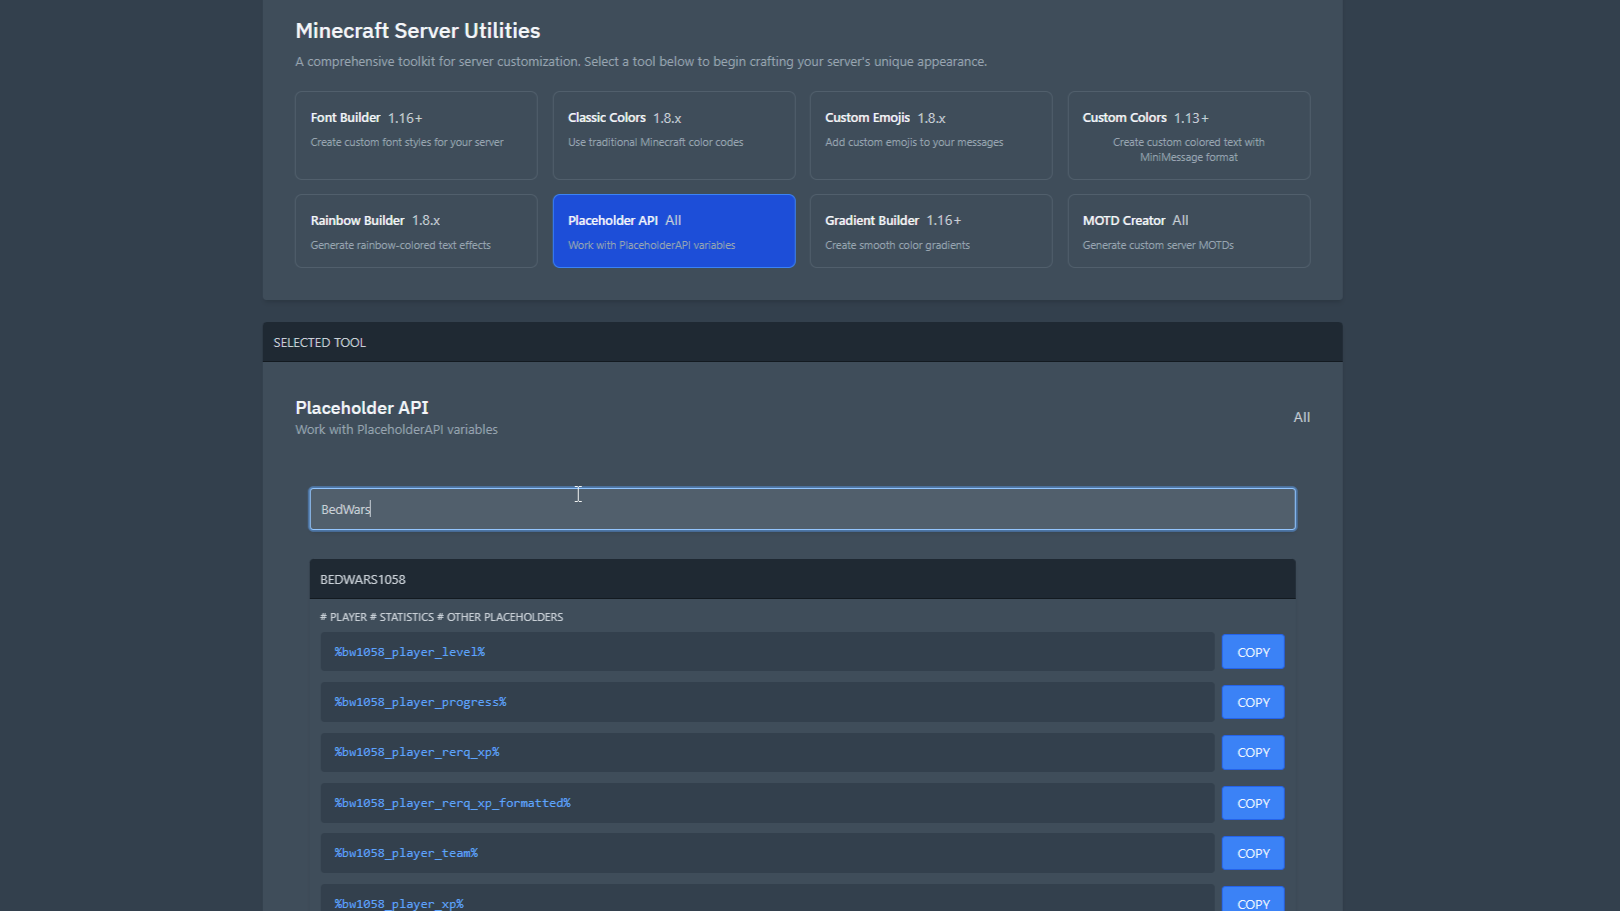 Minecraft Server Utilities
A comprehensive toolkit for server customization. Select a tool below to begin crafting your server's unique appearance.
Font Builder 1.16+
Create custom font styles for your server
Classic Colors 1.8.x
Use traditional Minecraft color codes
Custom Emojis 1.8.x
Add custom emojis to your messages
Custom Colors 1.13+
Create custom colored text with
MiniMessage format
Rainbow Builder 1.8.x
Generate rainbow-colored text effects
Placeholder API All
Work with PlaceholderAPI variables
Gradient Builder 1.16+
Create smooth color gradients
MOTD Creator All
Generate custom server MOTDs
SELECTED TOOL
Placeholder API
Work with PlaceholderAPI variables
All
BedWars
BEDWARS1058
# PLAYER # STATISTICS # OTHER PLACEHOLDERS
%bw1058_player_level%
COPY
%bw1058_player_progress%
COPY
%bw1058_player_rerq_xp%
COPY
%bw1058_player_rerq_xp_formatted%
COPY
%bw1058_player_team%
COPY
%bw1058_player_xp%
COPY